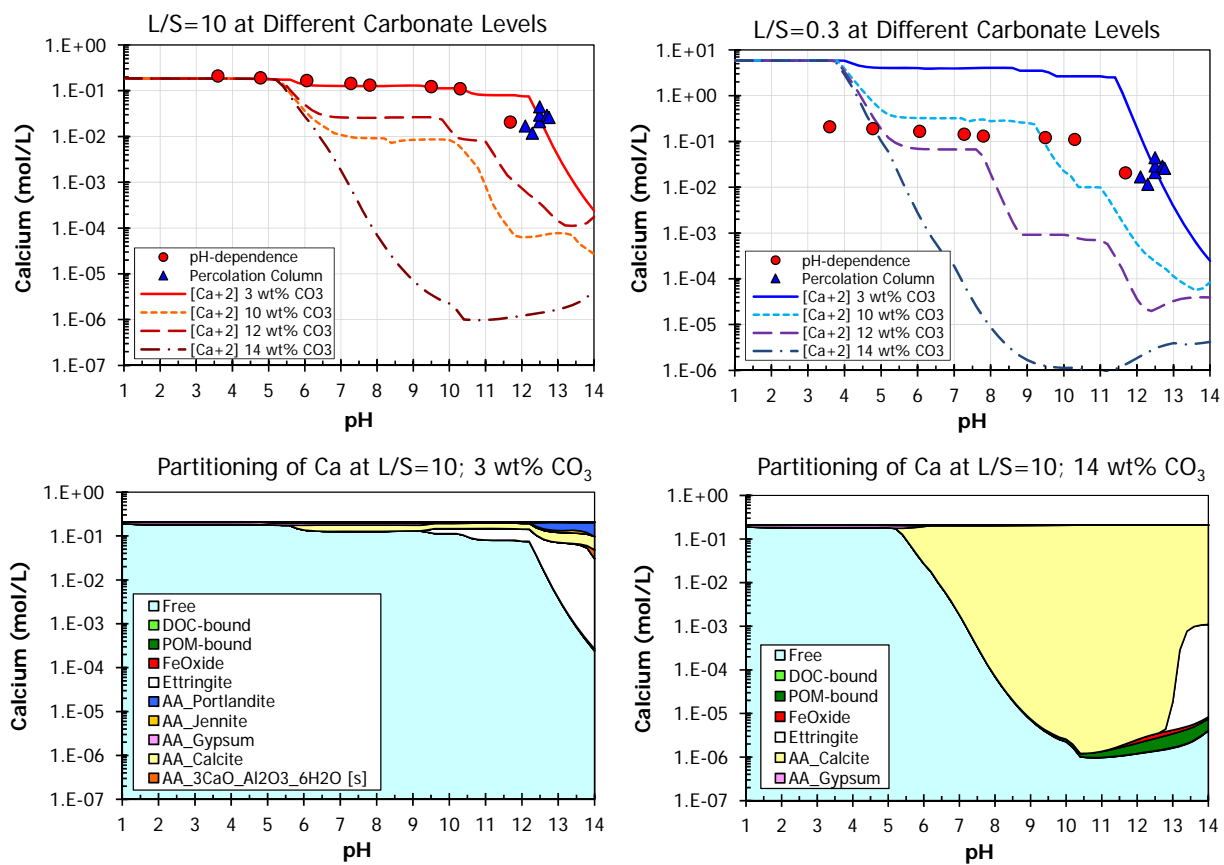 L/S=10 at Different Carbonate Levels
1.E+00
1.E-01
1.E-02
1.E-03
1.E-04
1.E-05
1.E-06
1.E-07
Calcium (mol/L)
pH-dependence
Percolation Column
[Ca+2] 3 wt% CO3
[Ca+2] 10 wt% CO3
[Ca+2] 12 wt% CO3
[Ca+2] 14 wt% CO3
1 2 3 4 5 6 7 8 9 10 11 12 13 14
pH
L/S=0.3 at Different Carbonate Levels
1.E+01
1.E+00
1.E-01
1.E-02
1.E-03
1.E-04
1.E-05
1.E-06
Calcium (mol/L)
pH-dependence
Percolation Column
[Ca+2] 3 wt% CO3
[Ca+2] 10 wt% CO3
[Ca+2] 12 wt% CO3
[Ca+2] 14 wt% CO3
1 2 3 4 5 6 7 8 9 10 11 12 13 14
pH
Partitioning of Ca at L/S=10; 3 wt% CO3
1.E+00
1.E-01
1.E-02
1.E-03
1.E-04
1.E-05
1.E-06
1.E-07
Calcium (mol/L)
Free
DOC-bound
POM-bound
FeOxide
Ettringite
AA_Portlandite
AA_Jennite
AA_Gypsum
AA_Calcite
AA_3CaO_Al2O3_6H2O [s]
1 2 3 4 5 6 7 8 9 10 11 12 13 14
pH
Partitioning of Ca at L/S=10; 14 wt% CO3
1.E+00
1.E-01
1.E-02
1.E-03
1.E-04
1.E-05
1.E-06
1.E-07
Calcium (mol/L)
Free
DOC-bound
POM-bound
FeOxide
Ettringite
AA_Calcite
AA_Gypsum
1 2 3 4 5 6 7 8 9 10 11 12 13 14
pH